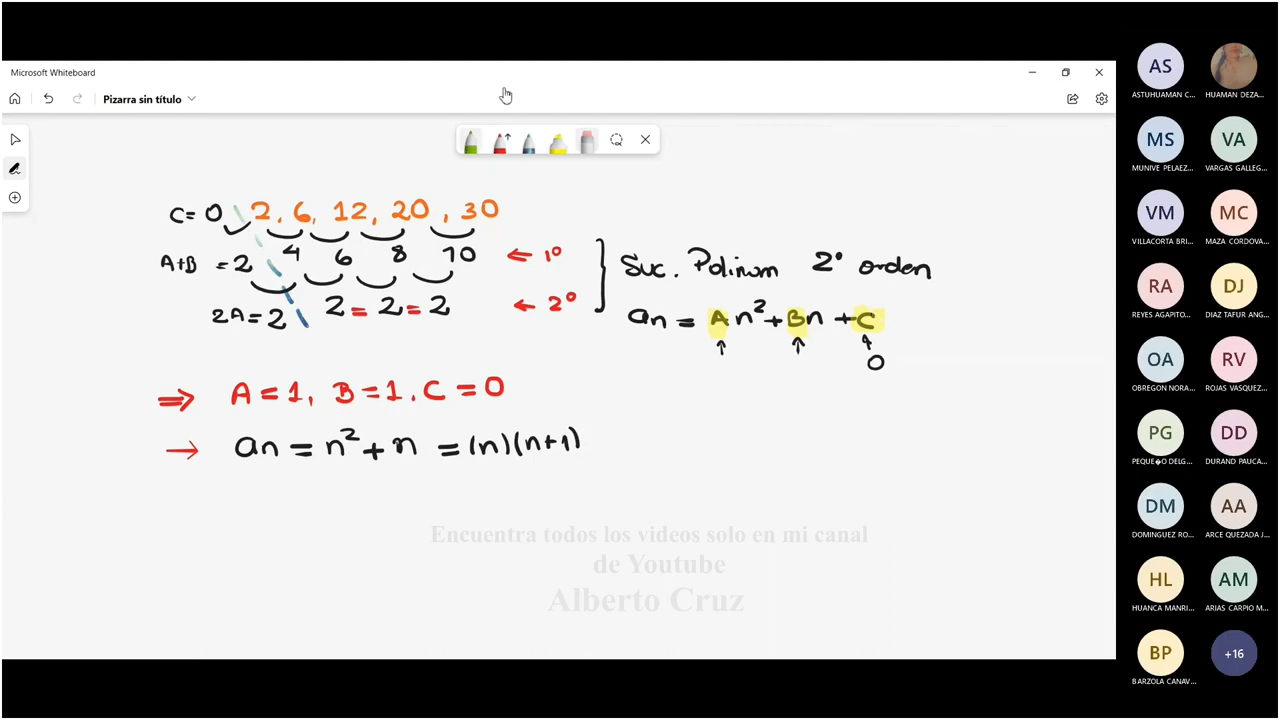 Microsoft Whiteboard
Pizarra sin título
C= 0 2, 6, 12, 20, 30
A+B = 2 4 6 8 10 ← 1°
2A = 2 2 = 2 = 2 ← 2°
Suc. Polinom 2° orden
an = An² + Bn + C
0
⇒ A = 1, B = 1. C = 0
→ an = n² + n = (n)(n+1)
Encuentra todos los videos solo en mi canal
de Youtube
Alberto Cruz
AS
ASTUHUAMAN C...
HUAMAN DEZA...
MS
MUNIVE PELAEZ...
VA
VARGAS GALLEG...
VM
VILLACORTA BRI...
MC
MAZA CORDOVA...
RA
REYES AGAPITO...
DJ
DIAZ TAFUR ANG...
OA
OBREGON NORA...
RV
ROJAS VASQUEZ...
PG
PEQUE�O DELG...
DD
DURAND PAUCA...
DM
DOMINGUEZ RO...
AA
ARCE QUEZADA J...
HL
HUANCA MANRI...
AM
ARIAS CARPIO M...
BP
BARZOLA CANAV...
+16